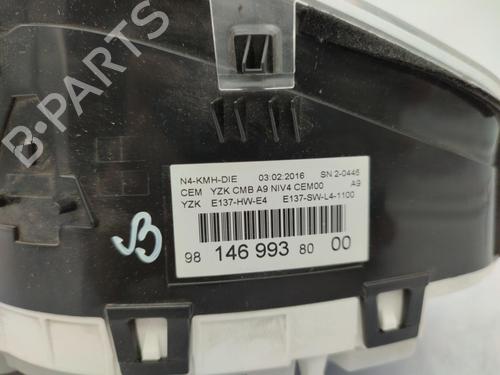 B-PARTS
N4-KMH-DIE 03.02.2016 SN 2-0446
CEM YZK CMB A9 NIV4 CEM00 A9
YZK E137-HW-E4 E137-SW-L4-1100
98 146 993 80 00